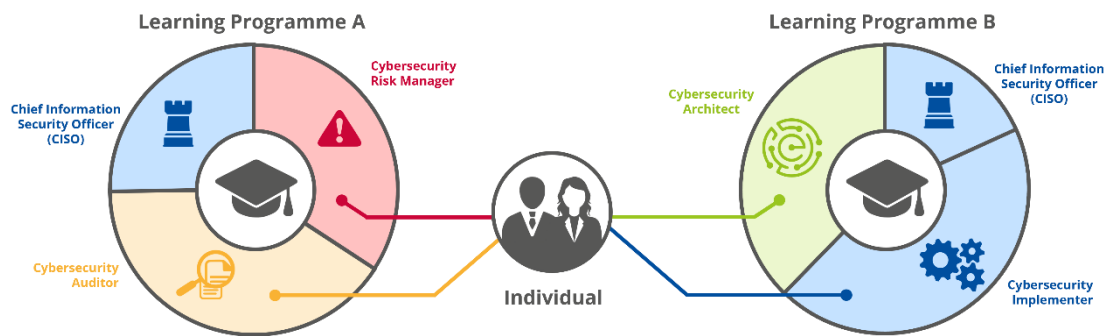 Learning Programme A
Learning Programme B
Cybersecurity
Risk Manager
Chief Information
Security Officer
(CISO)
Cybersecurity
Auditor
Individual
Cybersecurity
Architect
Chief Information
Security Officer
(CISO)
Cybersecurity
Implementer